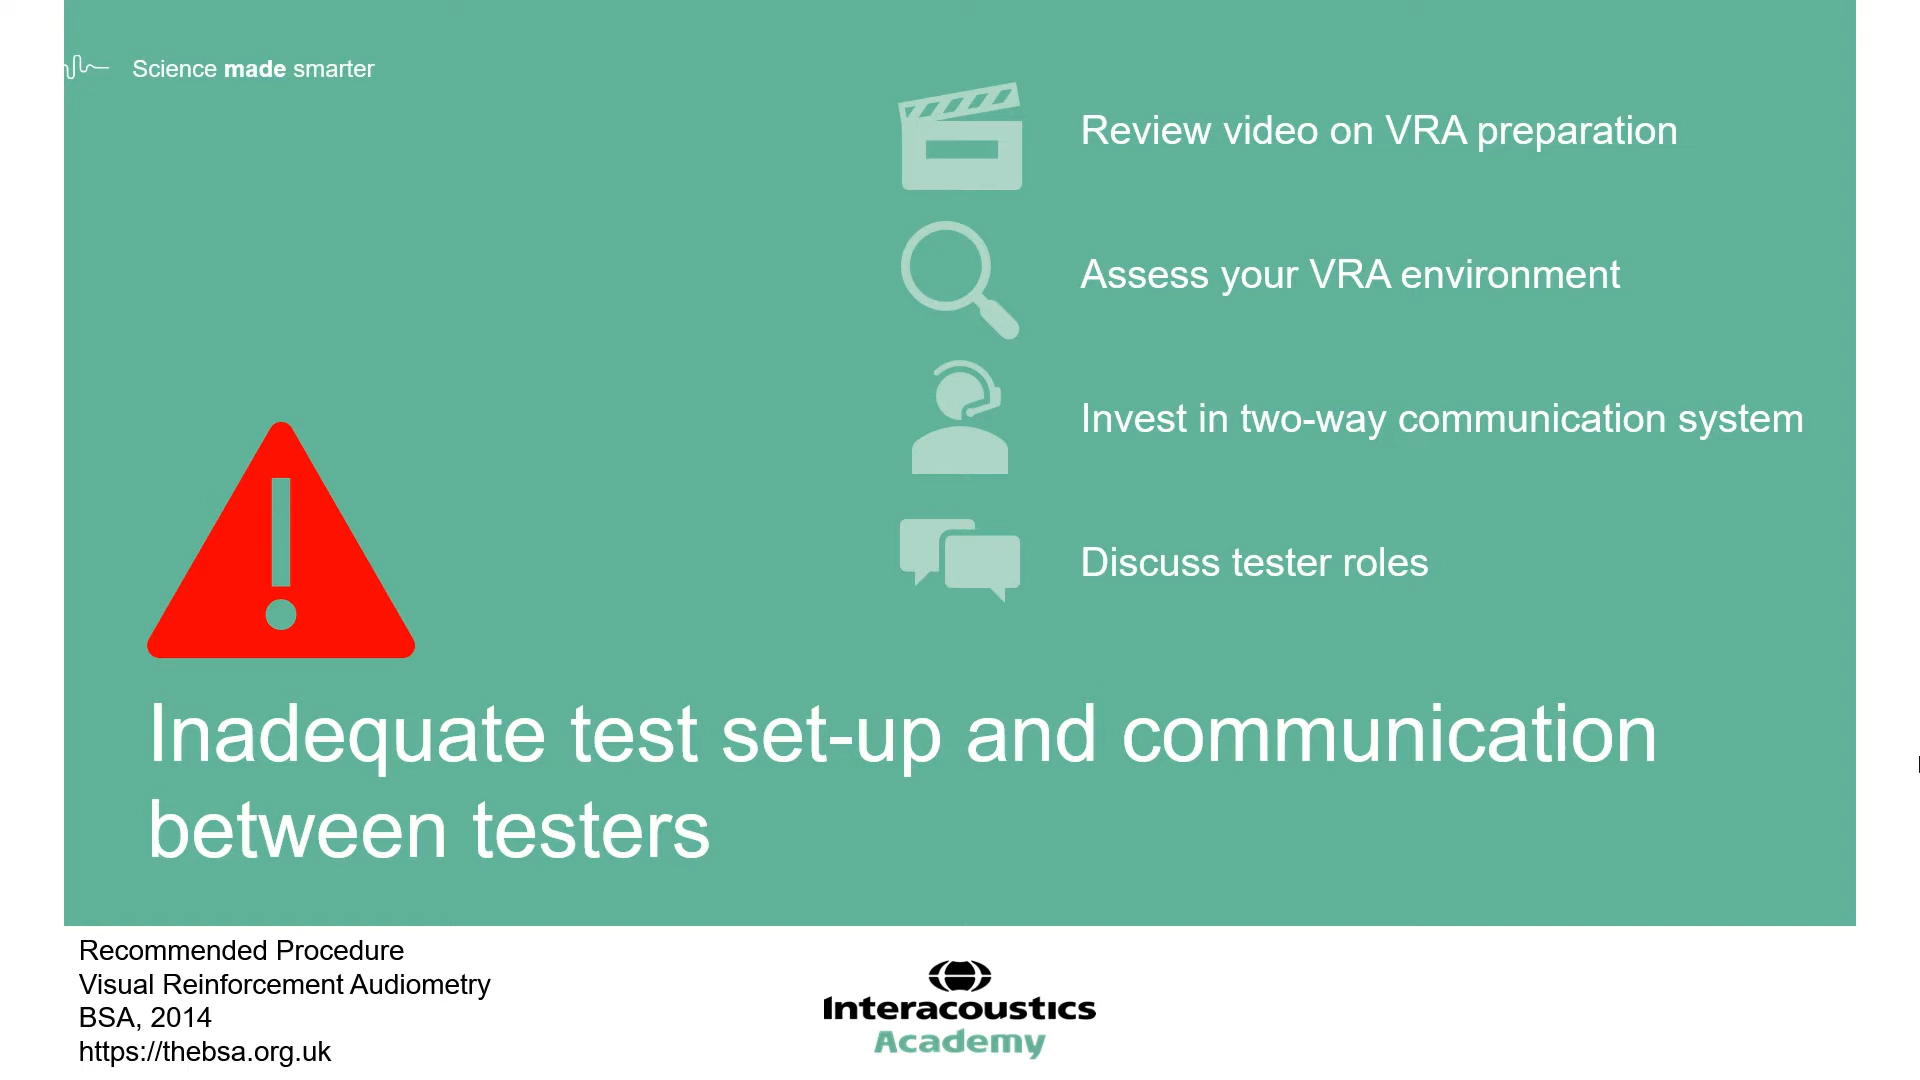 Science made smarter
Review video on VRA preparation
Assess your VRA environment
Invest in two-way communication system
Discuss tester roles
Inadequate test set-up and communication
between testers
Recommended Procedure
Visual Reinforcement Audiometry
BSA, 2014
https://thebsa.org.uk
Interacoustics
Academy